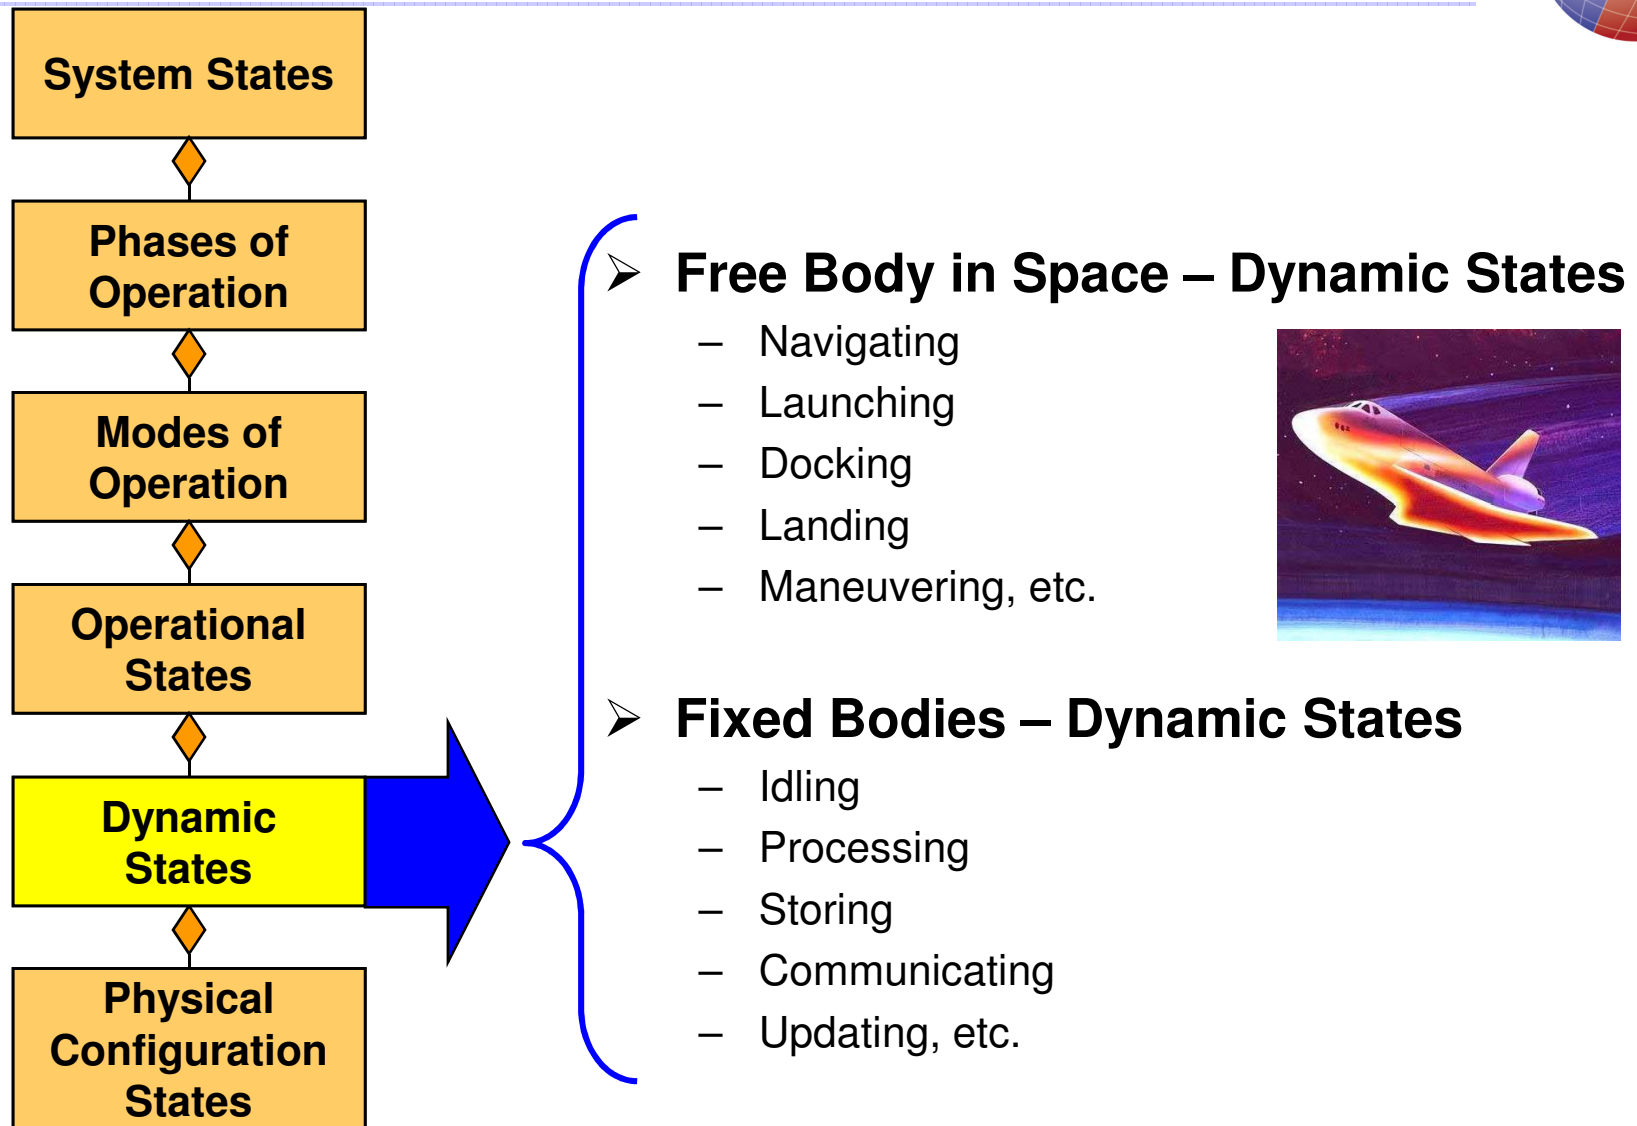 System States
Phases of
Operation
Modes of
Operation
Operational
States
Dynamic
States
Physical
Configuration
States
➢ Free Body in Space – Dynamic States
– Navigating
– Launching
– Docking
– Landing
– Maneuvering, etc.
➢ Fixed Bodies – Dynamic States
– Idling
– Processing
– Storing
– Communicating
– Updating, etc.